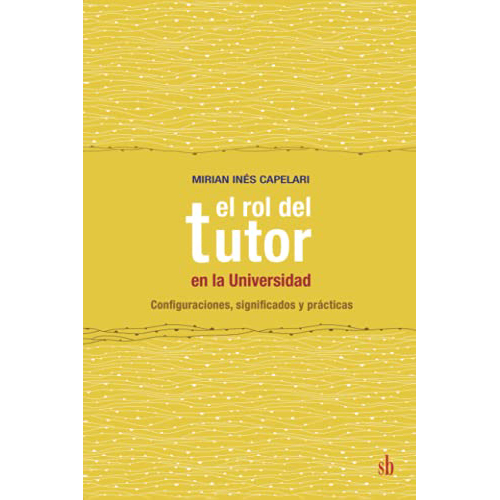 MIRIAN INÉS CAPELARI
el rol del
tutor
en la Universidad
Configuraciones, significados y prácticas
sb